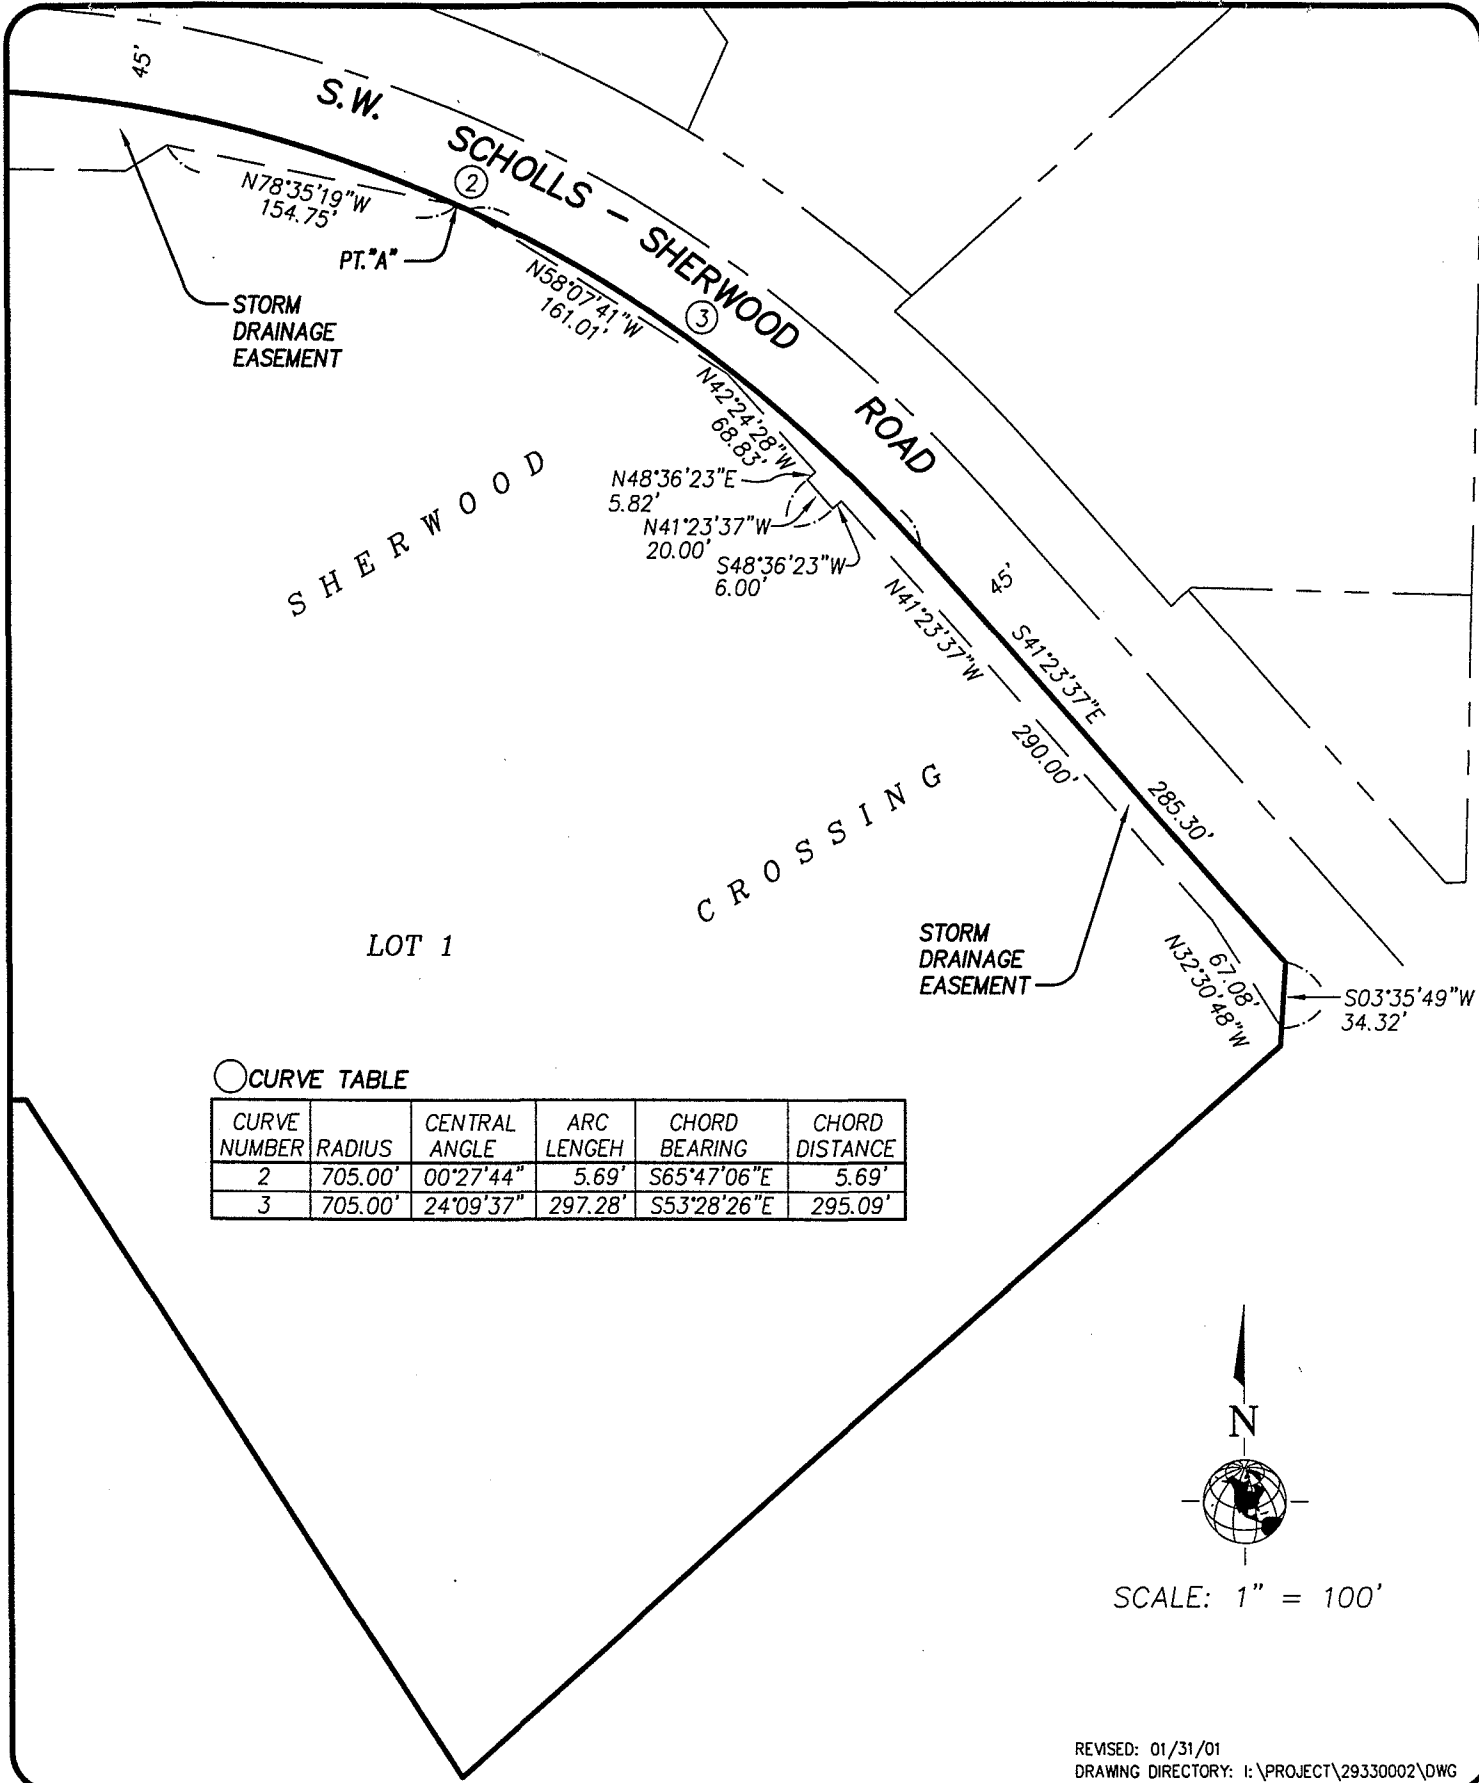 45'
S.W. SCHOLLS - SHERWOOD ROAD
2
N78°35'19"W
154.75'
PT."A"
STORM
DRAINAGE
EASEMENT
N58°07'41"W
161.01'
3
N42°24'28"W
68.83'
N48°36'23"E
5.82'
N41°23'37"W
20.00'
S48°36'23"W
6.00'
SHERWOOD
45'
N41°23'37"W
290.00'
S41°23'37"E
285.30'
CROSSING
LOT 1
STORM
DRAINAGE
EASEMENT
67.08'
N32°30'48"W
S03°35'49"W
34.32'
CURVE TABLE
CURVE NUMBER RADIUS CENTRAL ANGLE ARC LENGEH CHORD BEARING CHORD DISTANCE
2 705.00' 00°27'44" 5.69' S65°47'06"E 5.69'
3 705.00' 24°09'37" 297.28' S53°28'26"E 295.09'
N
SCALE: 1" = 100'
REVISED: 01/31/01
DRAWING DIRECTORY: I:\PROJECT\29330002\DWG